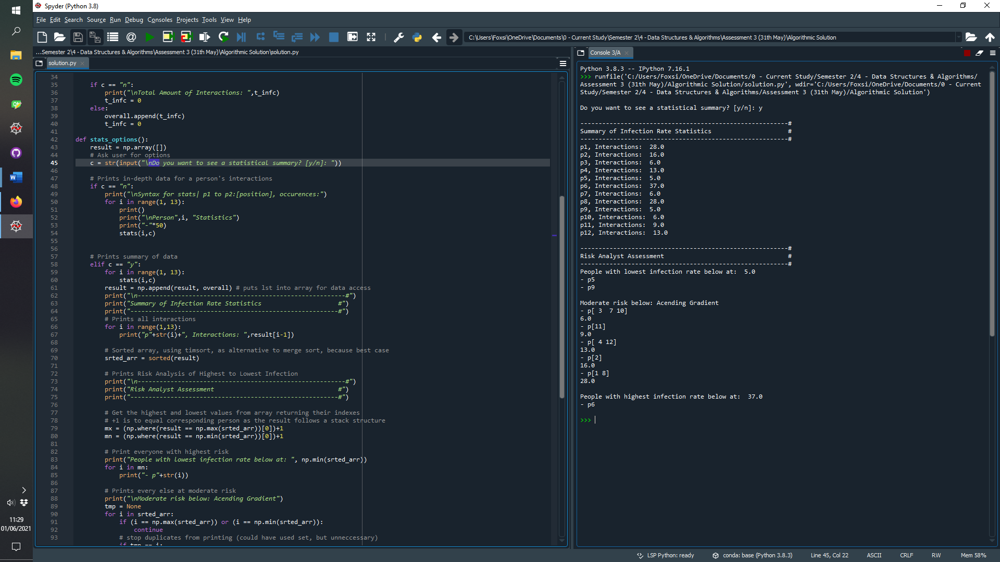 Spyder (Python 3.8)
File Edit Search Source Run Debug Consoles Projects Tools View Help
C:\Users\Foxsi\OneDrive\Documents\0 - Current Study\Semester 2\4 - Data Structures & Algorithms\Assessment 3 (31th May)\Algorithmic Solution
...Semester 2\4 - Data Structures & Algorithms\Assessment 3 (31th May)\Algorithmic Solution\solution.py
solution.py
34
35 if c == "n":
36 print("\nTotal Amount of Interactions: ",t_infc)
37 t_infc = 0
38 else:
39 overall.append(t_infc)
40 t_infc = 0
41
42 def stats_options():
43 result = np.array([])
44 # Ask user for options
45 c = str(input("\nDo you want to see a statistical summary? [y/n]: "))
46
47 # Prints in-depth data for a person's interactions
48 if c == "n":
49 print("\nSyntax for stats| p1 to p2:[position], occurences:")
50 for i in range(1, 13):
51 print()
52 print("\nPerson",i, "Statistics")
53 print("-"*50)
54 stats(i,c)
55
56
57 # Prints summary of data
58 elif c == "y":
59 for i in range(1, 13):
60 stats(i,c)
61 result = np.append(result, overall) # puts lst into array for data access
62 print("\n---------------------------------------------------------#")
63 print("Summary of Infection Rate Statistics                     #")
64 print("---------------------------------------------------------#")
65 # Prints all interactions
66 for i in range(1,13):
67 print("p"+str(i)+", Interactions: ",result[i-1])
68
69 # Sorted array, using timsort, as alternative to merge sort, because best case
70 srted_arr = sorted(result)
71
72 # Prints Risk Analysis of Highest to Lowest Infection
73 print("\n---------------------------------------------------------#")
74 print("Risk Analyst Assessment                                  #")
75 print("---------------------------------------------------------#")
76
77 # Get the highest and lowest values from array returning their indexes
78 # +1 is to equal corresponding person as the result follows a stack structure
79 mx = (np.where(result == np.max(srted_arr))[0])+1
80 mn = (np.where(result == np.min(srted_arr))[0])+1
81
82 # Print everyone with highest risk
83 print("People with lowest infection rate below at: ", np.min(srted_arr))
84 for i in mn:
85 print("- p"+str(i))
86
87 # Prints every else at moderate risk
88 print("\nModerate risk below: Acending Gradient")
89 tmp = None
90 for i in srted_arr:
91 if (i == np.max(srted_arr)) or (i == np.min(srted_arr)):
92 continue
93 # stop duplicates from printing (could have used set, but unneccessary)
if tmp == i:
Console 3/A
Python 3.8.3 -- IPython 7.16.1
>>> runfile('C:/Users/Foxsi/OneDrive/Documents/0 - Current Study/Semester 2/4 - Data Structures & Algorithms/
Assessment 3 (31th May)/Algorithmic Solution/solution.py', wdir='C:/Users/Foxsi/OneDrive/Documents/0 - Current
Study/Semester 2/4 - Data Structures & Algorithms/Assessment 3 (31th May)/Algorithmic Solution')
Do you want to see a statistical summary? [y/n]: y
---------------------------------------------------------#
Summary of Infection Rate Statistics                     #
---------------------------------------------------------#
p1, Interactions:  28.0
p2, Interactions:  16.0
p3, Interactions:  6.0
p4, Interactions:  13.0
p5, Interactions:  5.0
p6, Interactions:  37.0
p7, Interactions:  6.0
p8, Interactions:  28.0
p9, Interactions:  5.0
p10, Interactions:  6.0
p11, Interactions:  9.0
p12, Interactions:  13.0
---------------------------------------------------------#
Risk Analyst Assessment                                  #
---------------------------------------------------------#
People with lowest infection rate below at:  5.0
- p5
- p9
Moderate risk below: Acending Gradient
- p[ 3  7 10]
6.0
- p[11]
9.0
- p[ 4 12]
13.0
- p[2]
16.0
- p[1 8]
28.0
People with highest infection rate below at:  37.0
- p6
>>>
11:29
01/06/2021
LSP Python: ready
conda: base (Python 3.8.3)
Line 45, Col 22
ASCII
CRLF
RW
Mem 58%